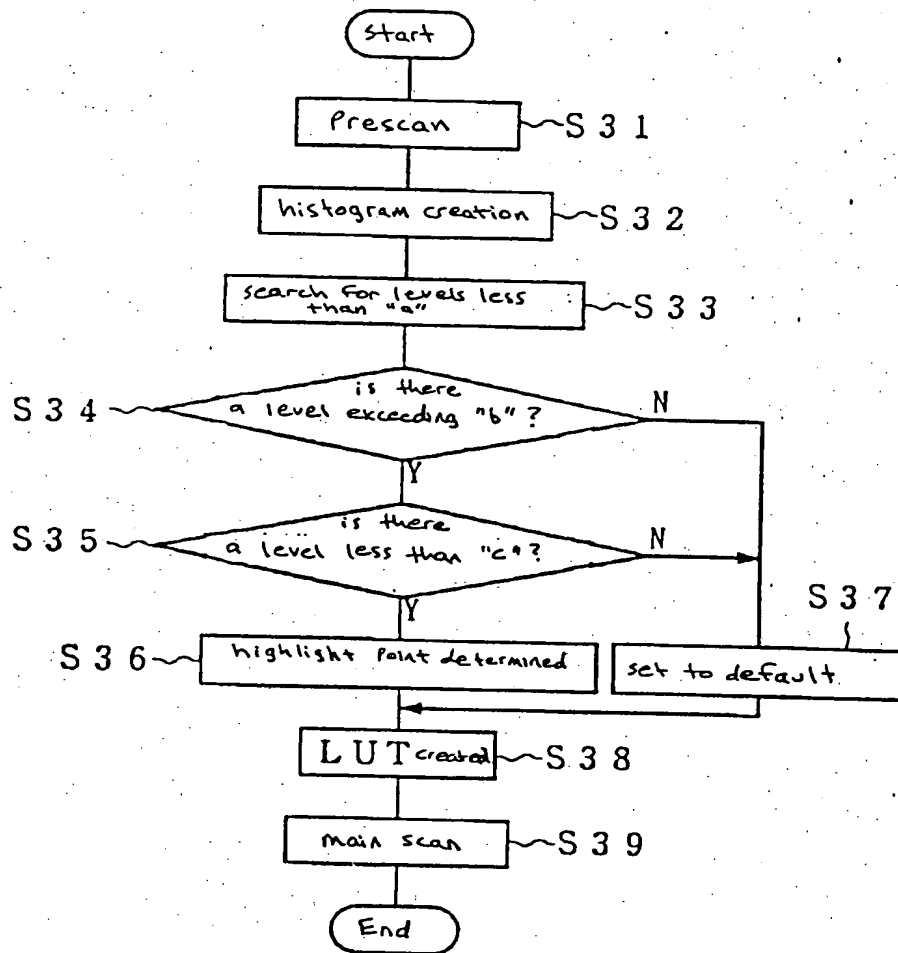 Start
Prescan
S31
histogram creation
S32
search for levels less
than "a"
S33
S34
is there
a level exceeding "b"?
N
Y
S35
is there
a level less than "c"?
N
Y
S36
highlight point determined
S37
set to default
LUT created
S38
main scan
S39
End